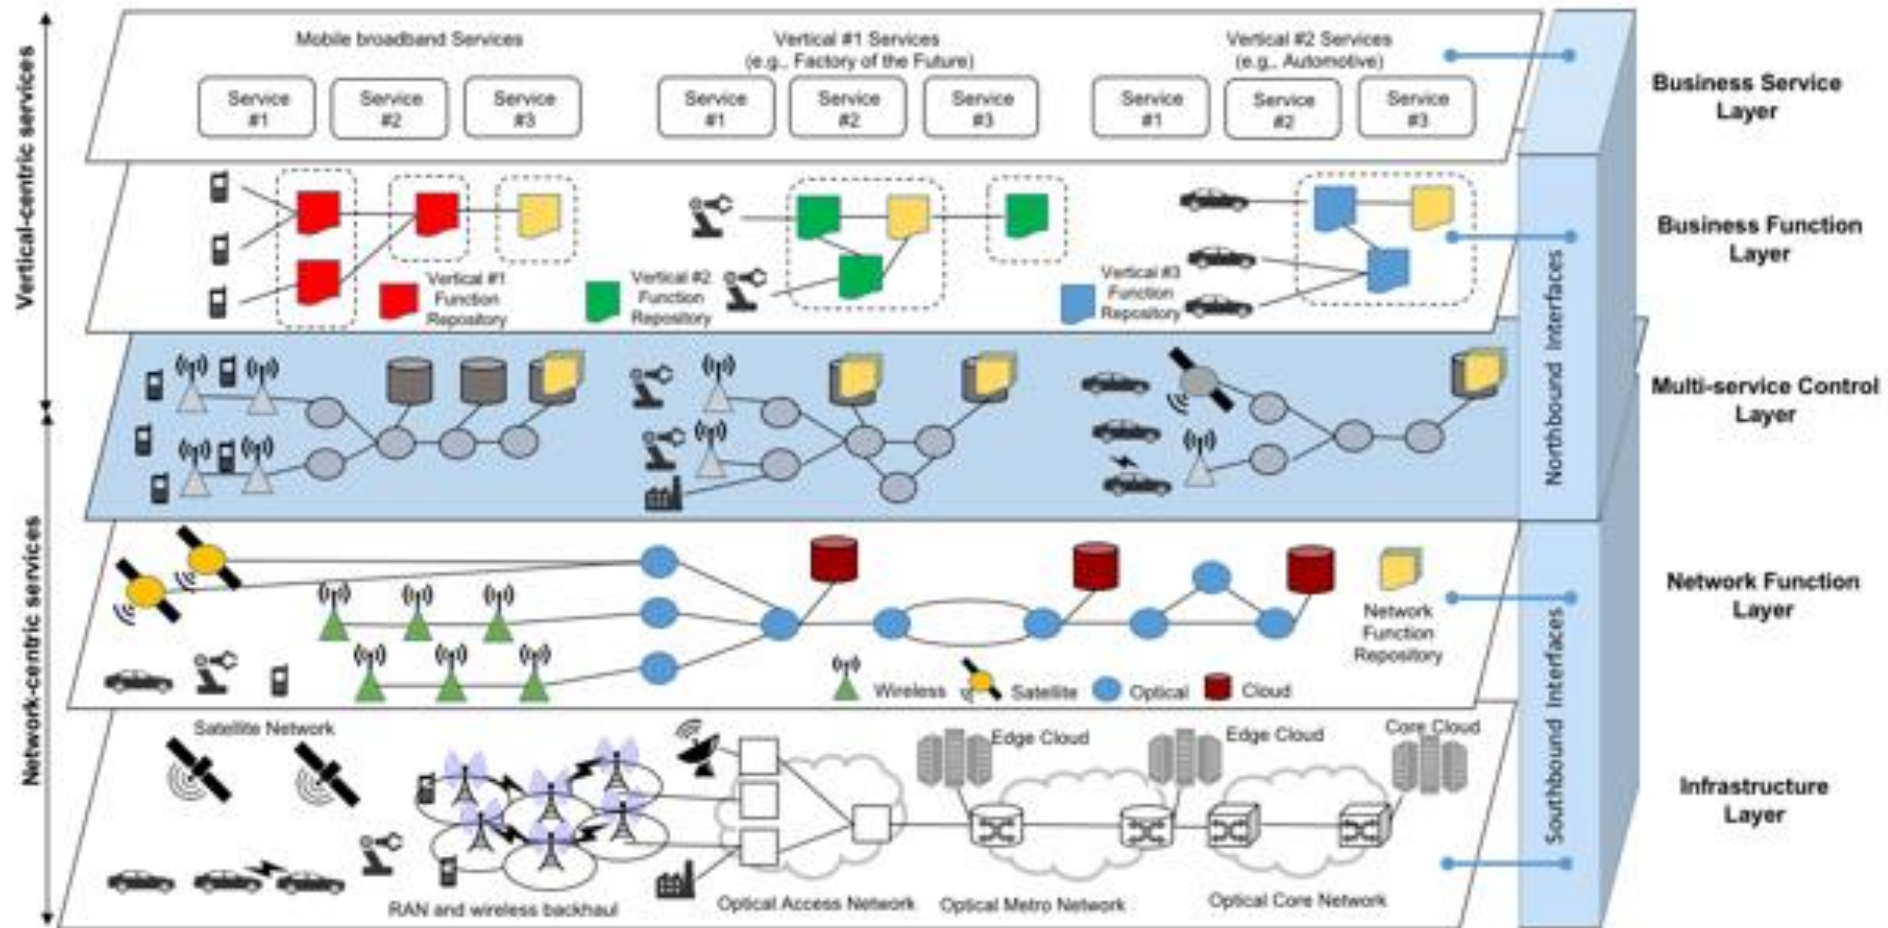 Vertical-centric services
Network-centric services
Mobile broadband Services
Service
#1
Service
#2
Service
#3
Vertical #1 Services
(e.g., Factory of the Future)
Service
#1
Service
#2
Service
#3
Vertical #2 Services
(e.g., Automotive)
Service
#1
Service
#2
Service
#3
Business Service
Layer
Vertical #1
Function
Repository
Vertical #2
Function
Repository
Vertical #3
Function
Repository
Business Function
Layer
Northbound Interfaces
Multi-service Control
Layer
Network
Function
Repository
Wireless
Satellite
Optical
Cloud
Network Function
Layer
Southbound Interfaces
Satellite Network
Edge Cloud
Edge Cloud
Core Cloud
RAN and wireless backhaul
Optical Access Network
Optical Metro Network
Optical Core Network
Infrastructure
Layer